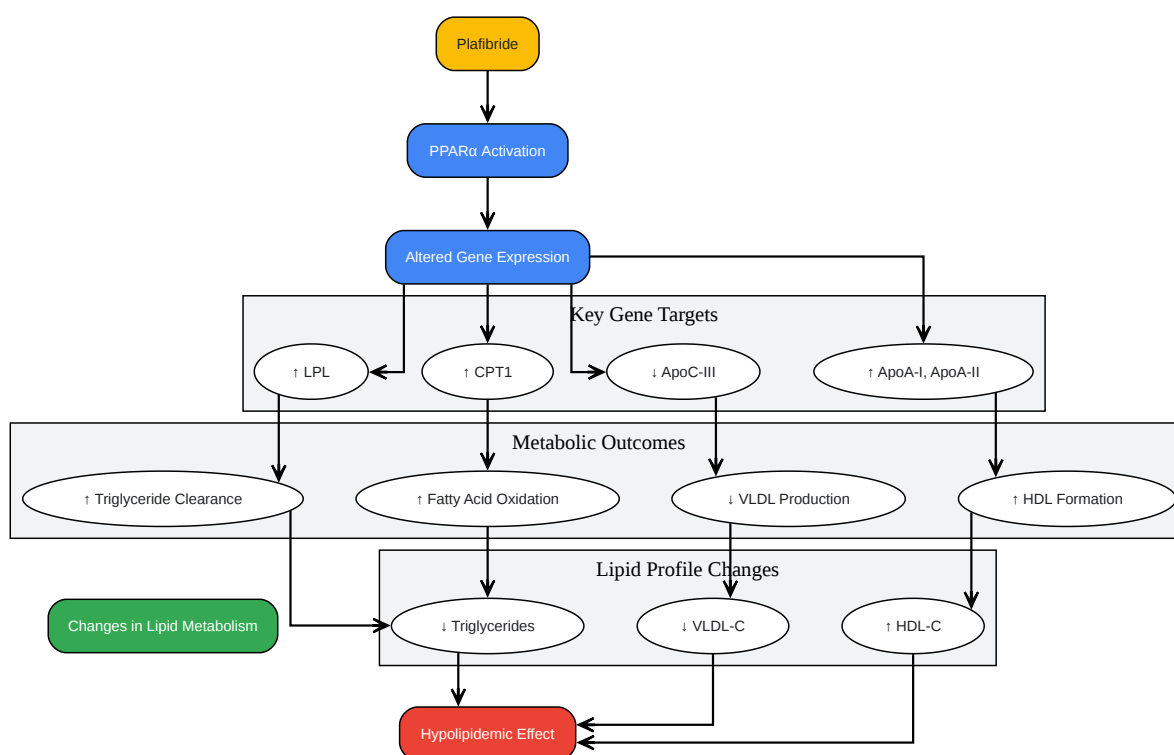 Plafibride
PPARα Activation
Altered Gene Expression
Key Gene Targets
↑ LPL
↑ CPT1
↓ ApoC-III
↑ ApoA-I, ApoA-II
Metabolic Outcomes
↑ Triglyceride Clearance
↑ Fatty Acid Oxidation
↓ VLDL Production
↑ HDL Formation
Lipid Profile Changes
Changes in Lipid Metabolism
↓ Triglycerides
↓ VLDL-C
↑ HDL-C
Hypolipidemic Effect